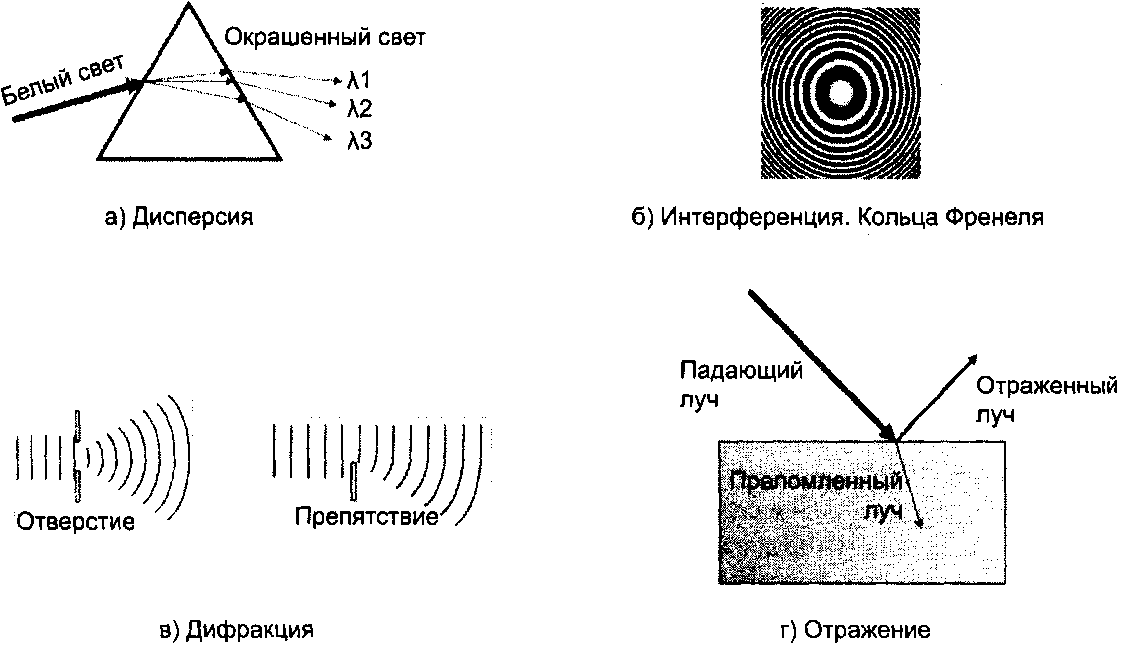 Белый свет
Окрашенный свет
λ1
λ2
λ3
а) Дисперсия
б) Интерференция. Кольца Френеля
Отверстие
Препятствие
в) Дифракция
Падающий
луч
Отраженный
луч
Преломленный
луч
г) Отражение